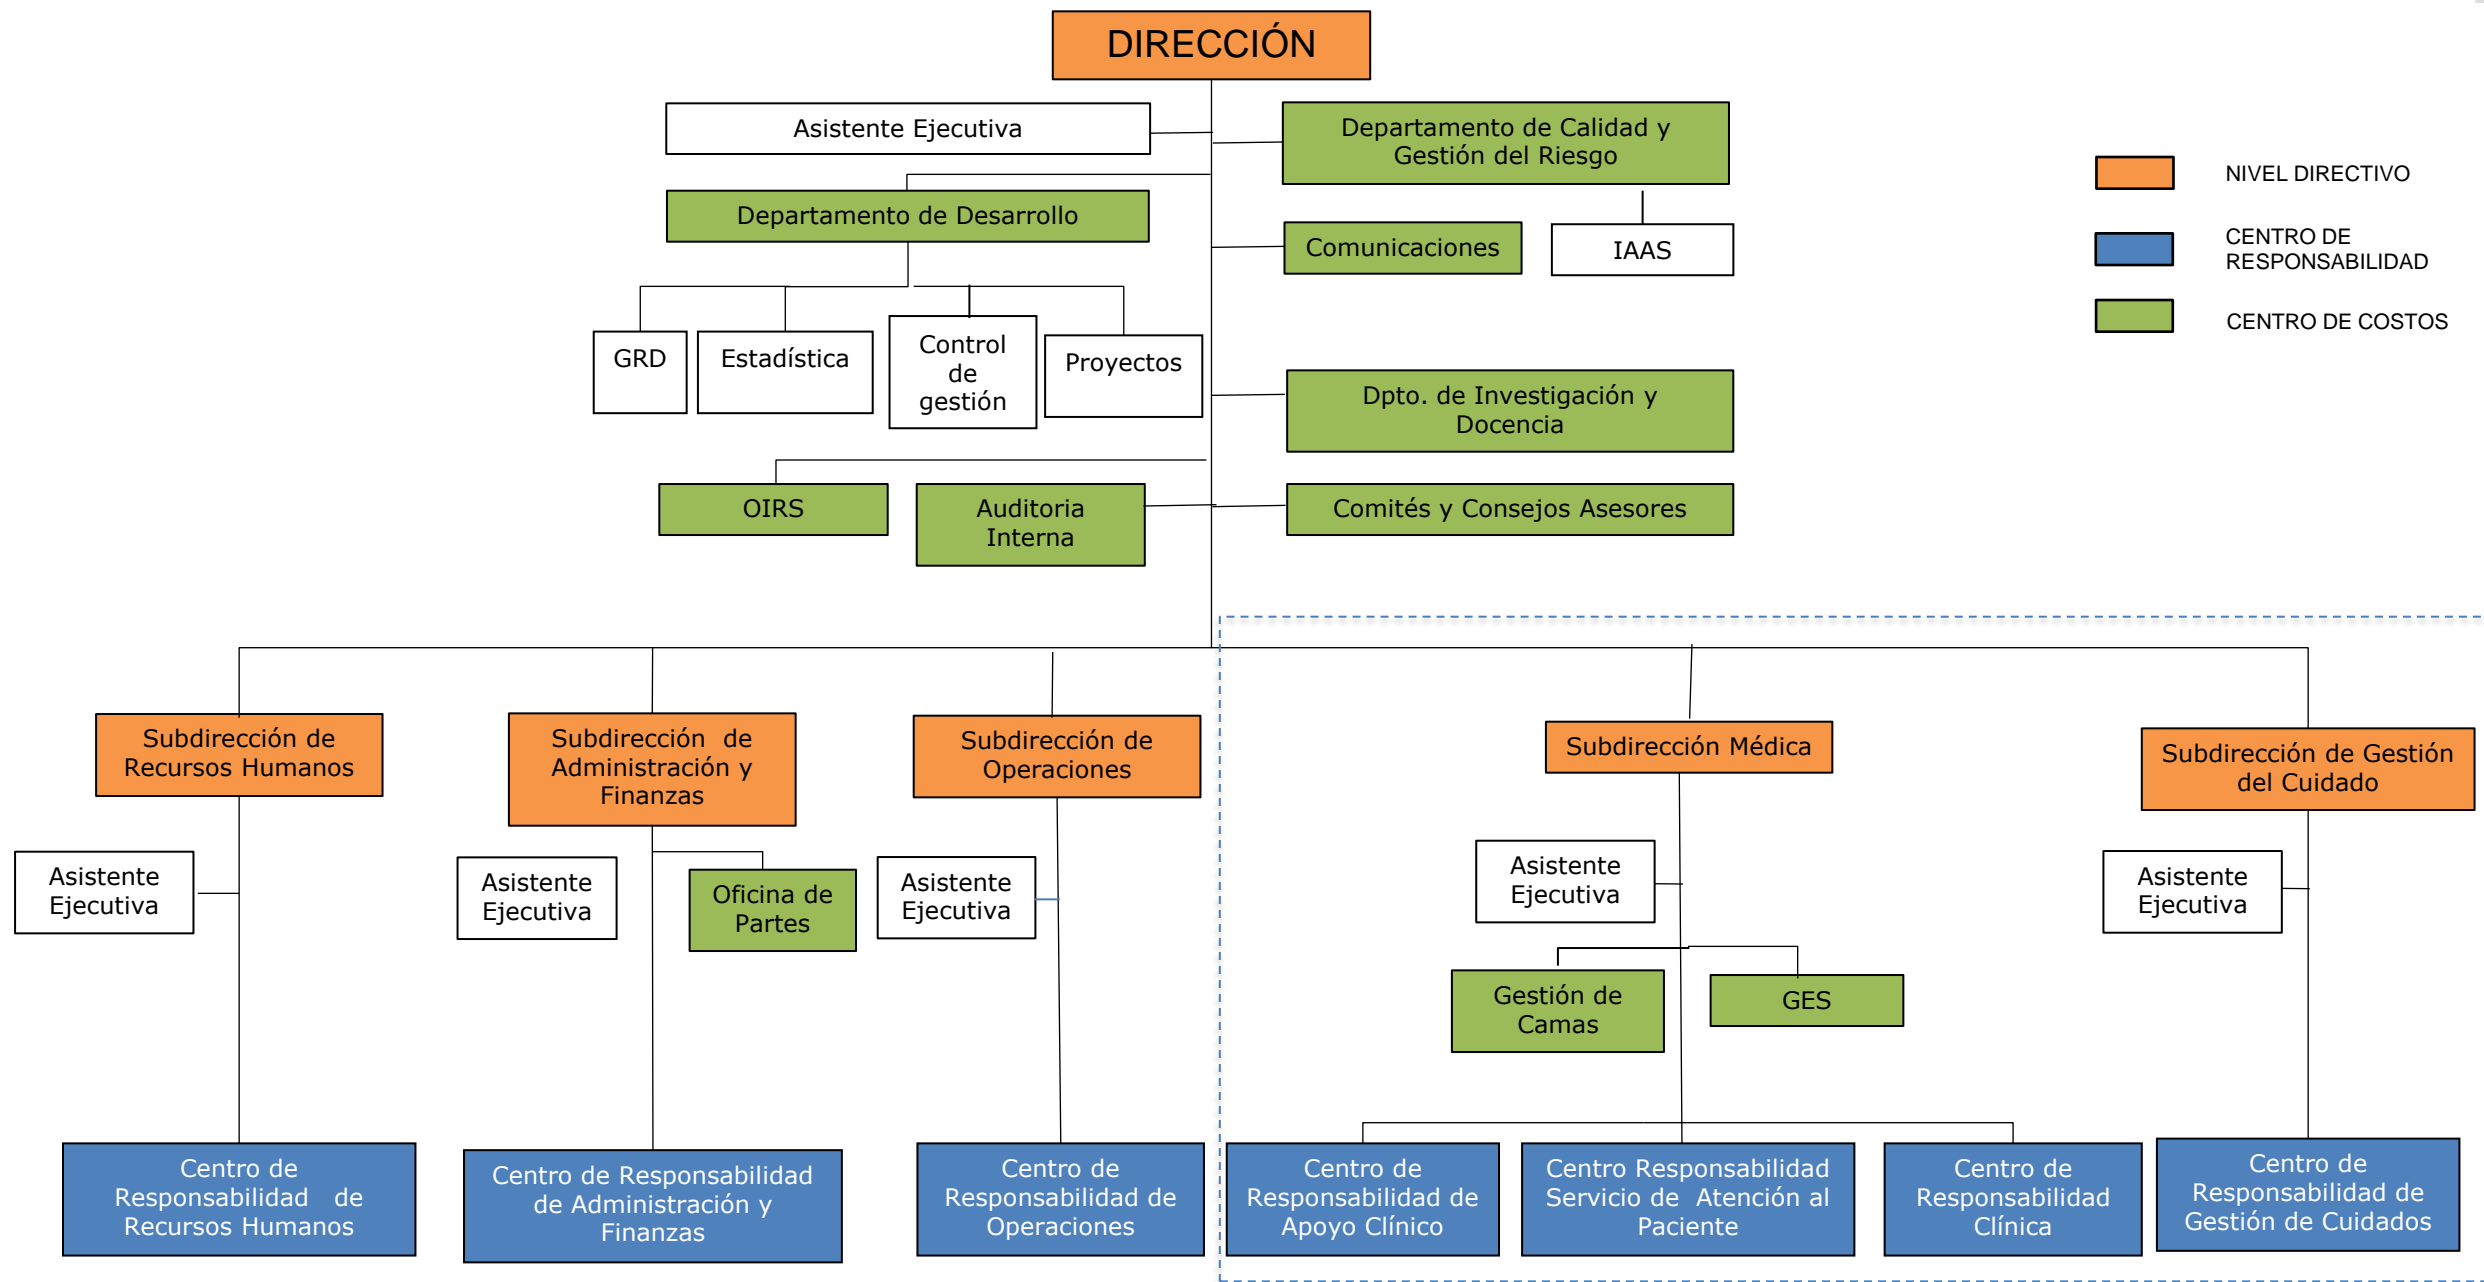 DIRECCIÓN
Asistente Ejecutiva
Departamento de Calidad y
Gestión del Riesgo
NIVEL DIRECTIVO
Departamento de Desarrollo
Comunicaciones
IAAS
CENTRO DE
RESPONSABILIDAD
CENTRO DE COSTOS
GRD
Estadística
Control
de
gestión
Proyectos
Dpto. de Investigación y
Docencia
OIRS
Auditoria
Interna
Comités y Consejos Asesores
Subdirección de
Recursos Humanos
Subdirección de
Administración y
Finanzas
Subdirección de
Operaciones
Subdirección Médica
Subdirección de Gestión
del Cuidado
Asistente
Ejecutiva
Asistente
Ejecutiva
Oficina de
Partes
Asistente
Ejecutiva
Asistente
Ejecutiva
Asistente
Ejecutiva
Gestión de
Camas
GES
Centro de
Responsabilidad de
Recursos Humanos
Centro de Responsabilidad
de Administración y
Finanzas
Centro de
Responsabilidad de
Operaciones
Centro de
Responsabilidad de
Apoyo Clínico
Centro Responsabilidad
Servicio de Atención al
Paciente
Centro de
Responsabilidad
Clínica
Centro de
Responsabilidad de
Gestión de Cuidados